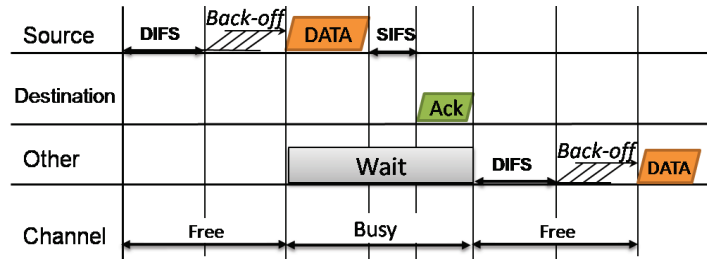 Source
DIFS
Back-off
DATA
SIFS
Destination
Ack
Other
Wait
DIFS
Back-off
DATA
Channel
Free
Busy
Free